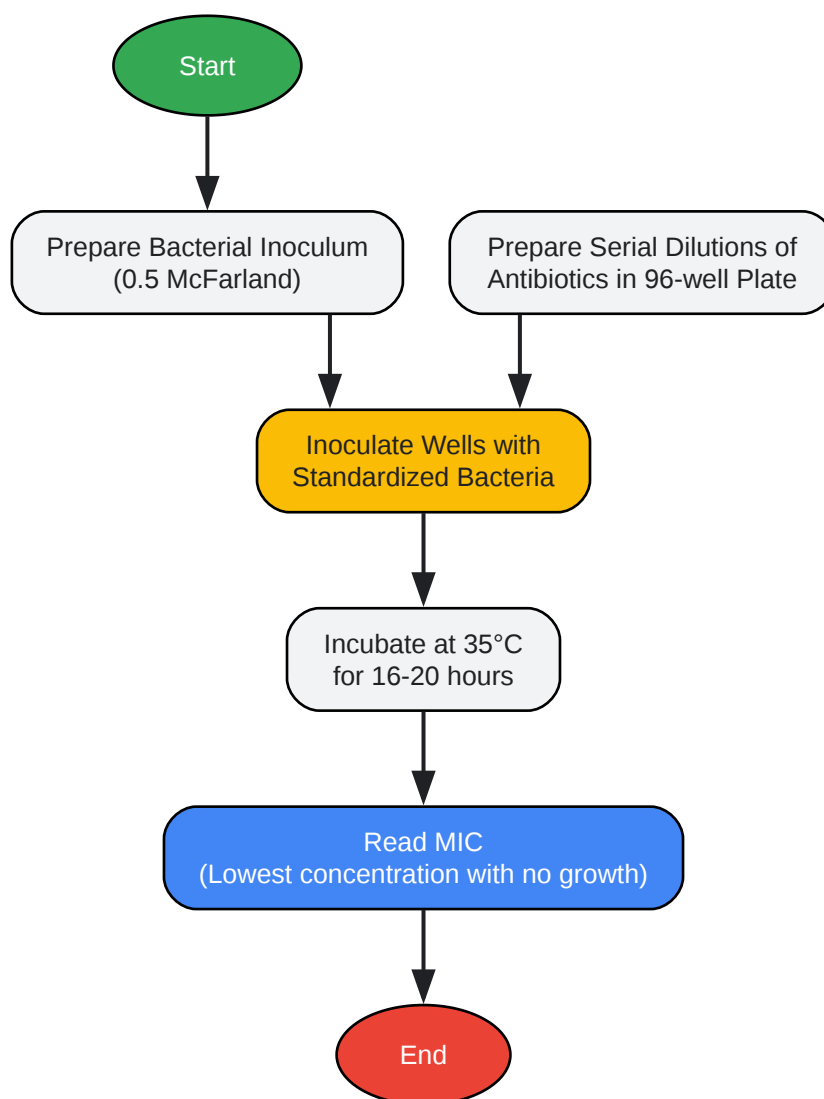 Start
Prepare Bacterial Inoculum
(0.5 McFarland)
Prepare Serial Dilutions of
Antibiotics in 96-well Plate
Inoculate Wells with
Standardized Bacteria
Incubate at 35°C
for 16-20 hours
Read MIC
(Lowest concentration with no growth)
End